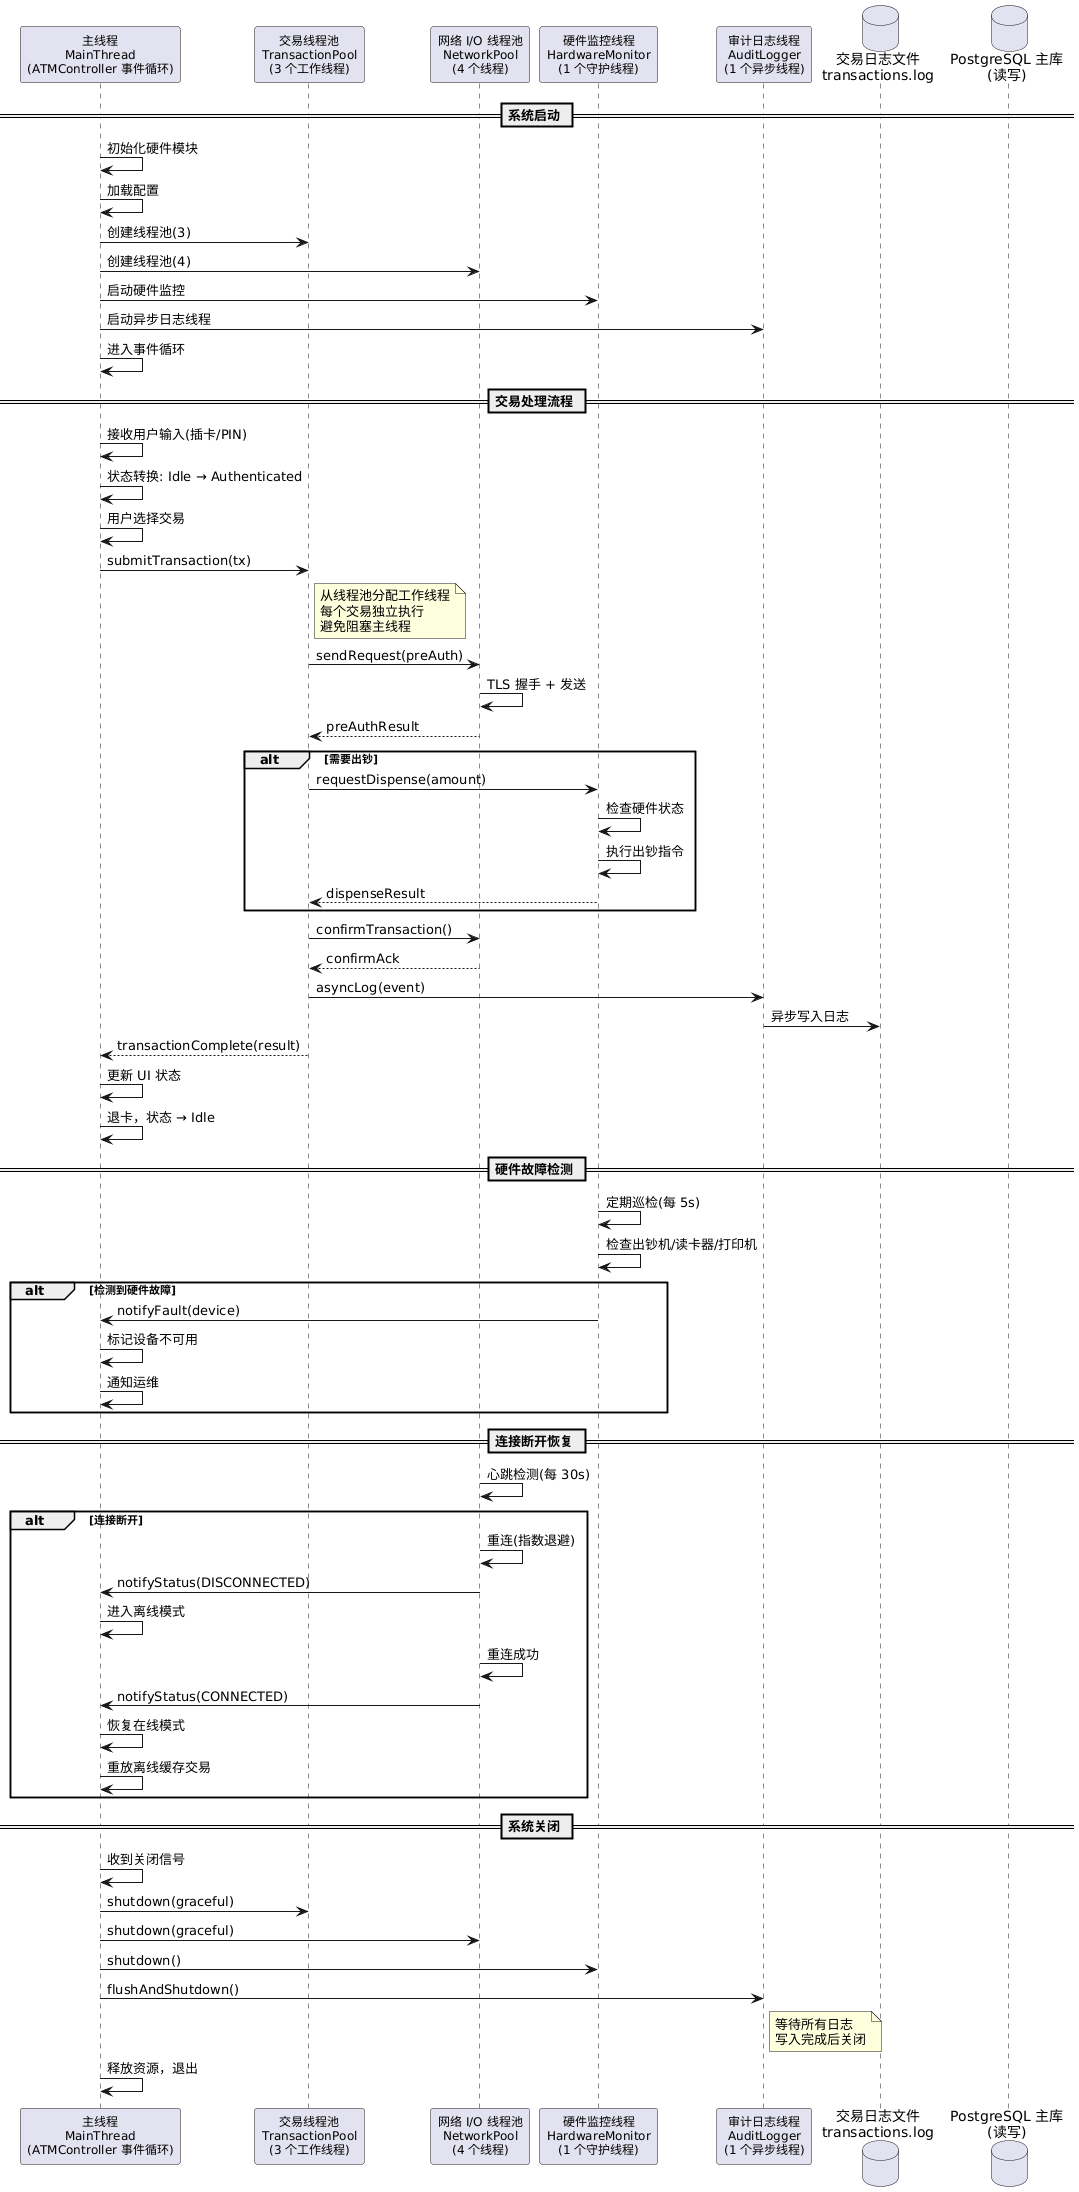 主线程
MainThread
(ATMController 事件循环)
交易线程池
TransactionPool
(3 个工作线程)
网络 I/O 线程池
NetworkPool
(4 个线程)
硬件监控线程
HardwareMonitor
(1 个守护线程)
审计日志线程
AuditLogger
(1 个异步线程)
交易日志文件
transactions.log
PostgreSQL 主库
(读写)
系统启动
初始化硬件模块
加载配置
创建线程池(3)
创建线程池(4)
启动硬件监控
启动异步日志线程
进入事件循环
交易处理流程
接收用户输入(插卡/PIN)
状态转换: Idle → Authenticated
用户选择交易
submitTransaction(tx)
从线程池分配工作线程
每个交易独立执行
避免阻塞主线程
sendRequest(preAuth)
TLS 握手 + 发送
preAuthResult
alt [需要出钞]
requestDispense(amount)
检查硬件状态
执行出钞指令
dispenseResult
confirmTransaction()
confirmAck
asyncLog(event)
异步写入日志
transactionComplete(result)
更新 UI 状态
退卡，状态 → Idle
硬件故障检测
定期巡检(每 5s)
检查出钞机/读卡器/打印机
alt [检测到硬件故障]
notifyFault(device)
标记设备不可用
通知运维
连接断开恢复
心跳检测(每 30s)
alt [连接断开]
重连(指数退避)
notifyStatus(DISCONNECTED)
进入离线模式
重连成功
notifyStatus(CONNECTED)
恢复在线模式
重放离线缓存交易
系统关闭
收到关闭信号
shutdown(graceful)
shutdown(graceful)
shutdown()
flushAndShutdown()
等待所有日志
写入完成后关闭
释放资源，退出
主线程
MainThread
(ATMController 事件循环)
交易线程池
TransactionPool
(3 个工作线程)
网络 I/O 线程池
NetworkPool
(4 个线程)
硬件监控线程
HardwareMonitor
(1 个守护线程)
审计日志线程
AuditLogger
(1 个异步线程)
交易日志文件
transactions.log
PostgreSQL 主库
(读写)